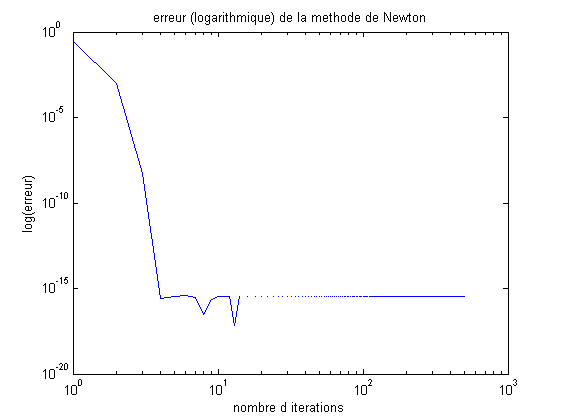 erreur (logarithmique) de la methode de Newton
10^0
10^-5
10^-10
10^-15
10^-20
log(erreur)
10^0 10^1 10^2 10^3
nombre d iterations